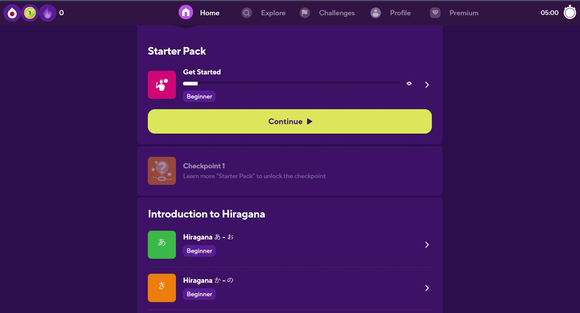 1 0 Home Explore Challenges Profile Premium 05:00
Starter Pack
Get Started
Beginner
Continue
Checkpoint 1
Learn more "Starter Pack" to unlock the checkpoint
Introduction to Hiragana
あ
Hiragana あ - お
Beginner
き
Hiragana か - の
Beginner